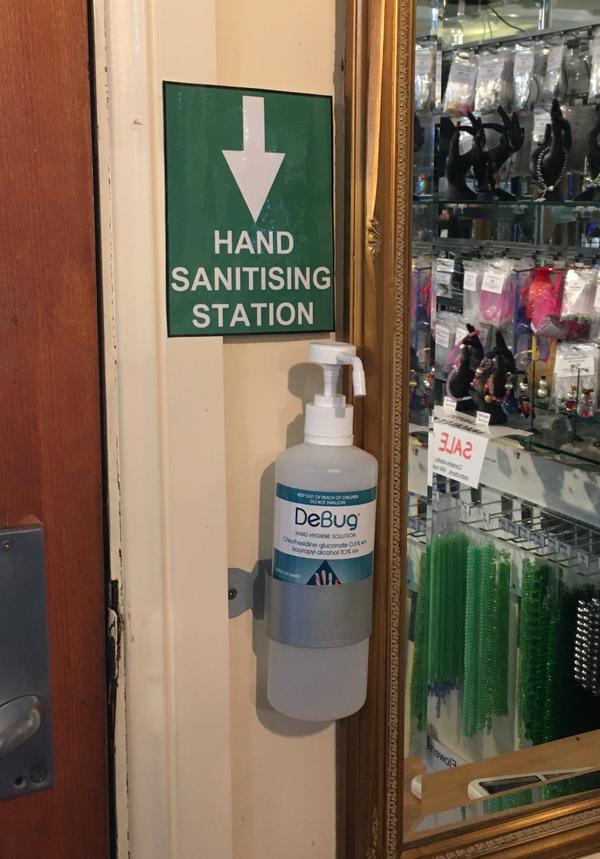 HAND
SANITISING
STATION
KEEP OUT OF REACH OF CHILDREN
DO NOT SWALLOW
DeBug
HAND HYGIENE SOLUTION
Chlorhexidine gluconate 0.5% w/v
Isopropyl alcohol 70% v/v
SALE
Flowers